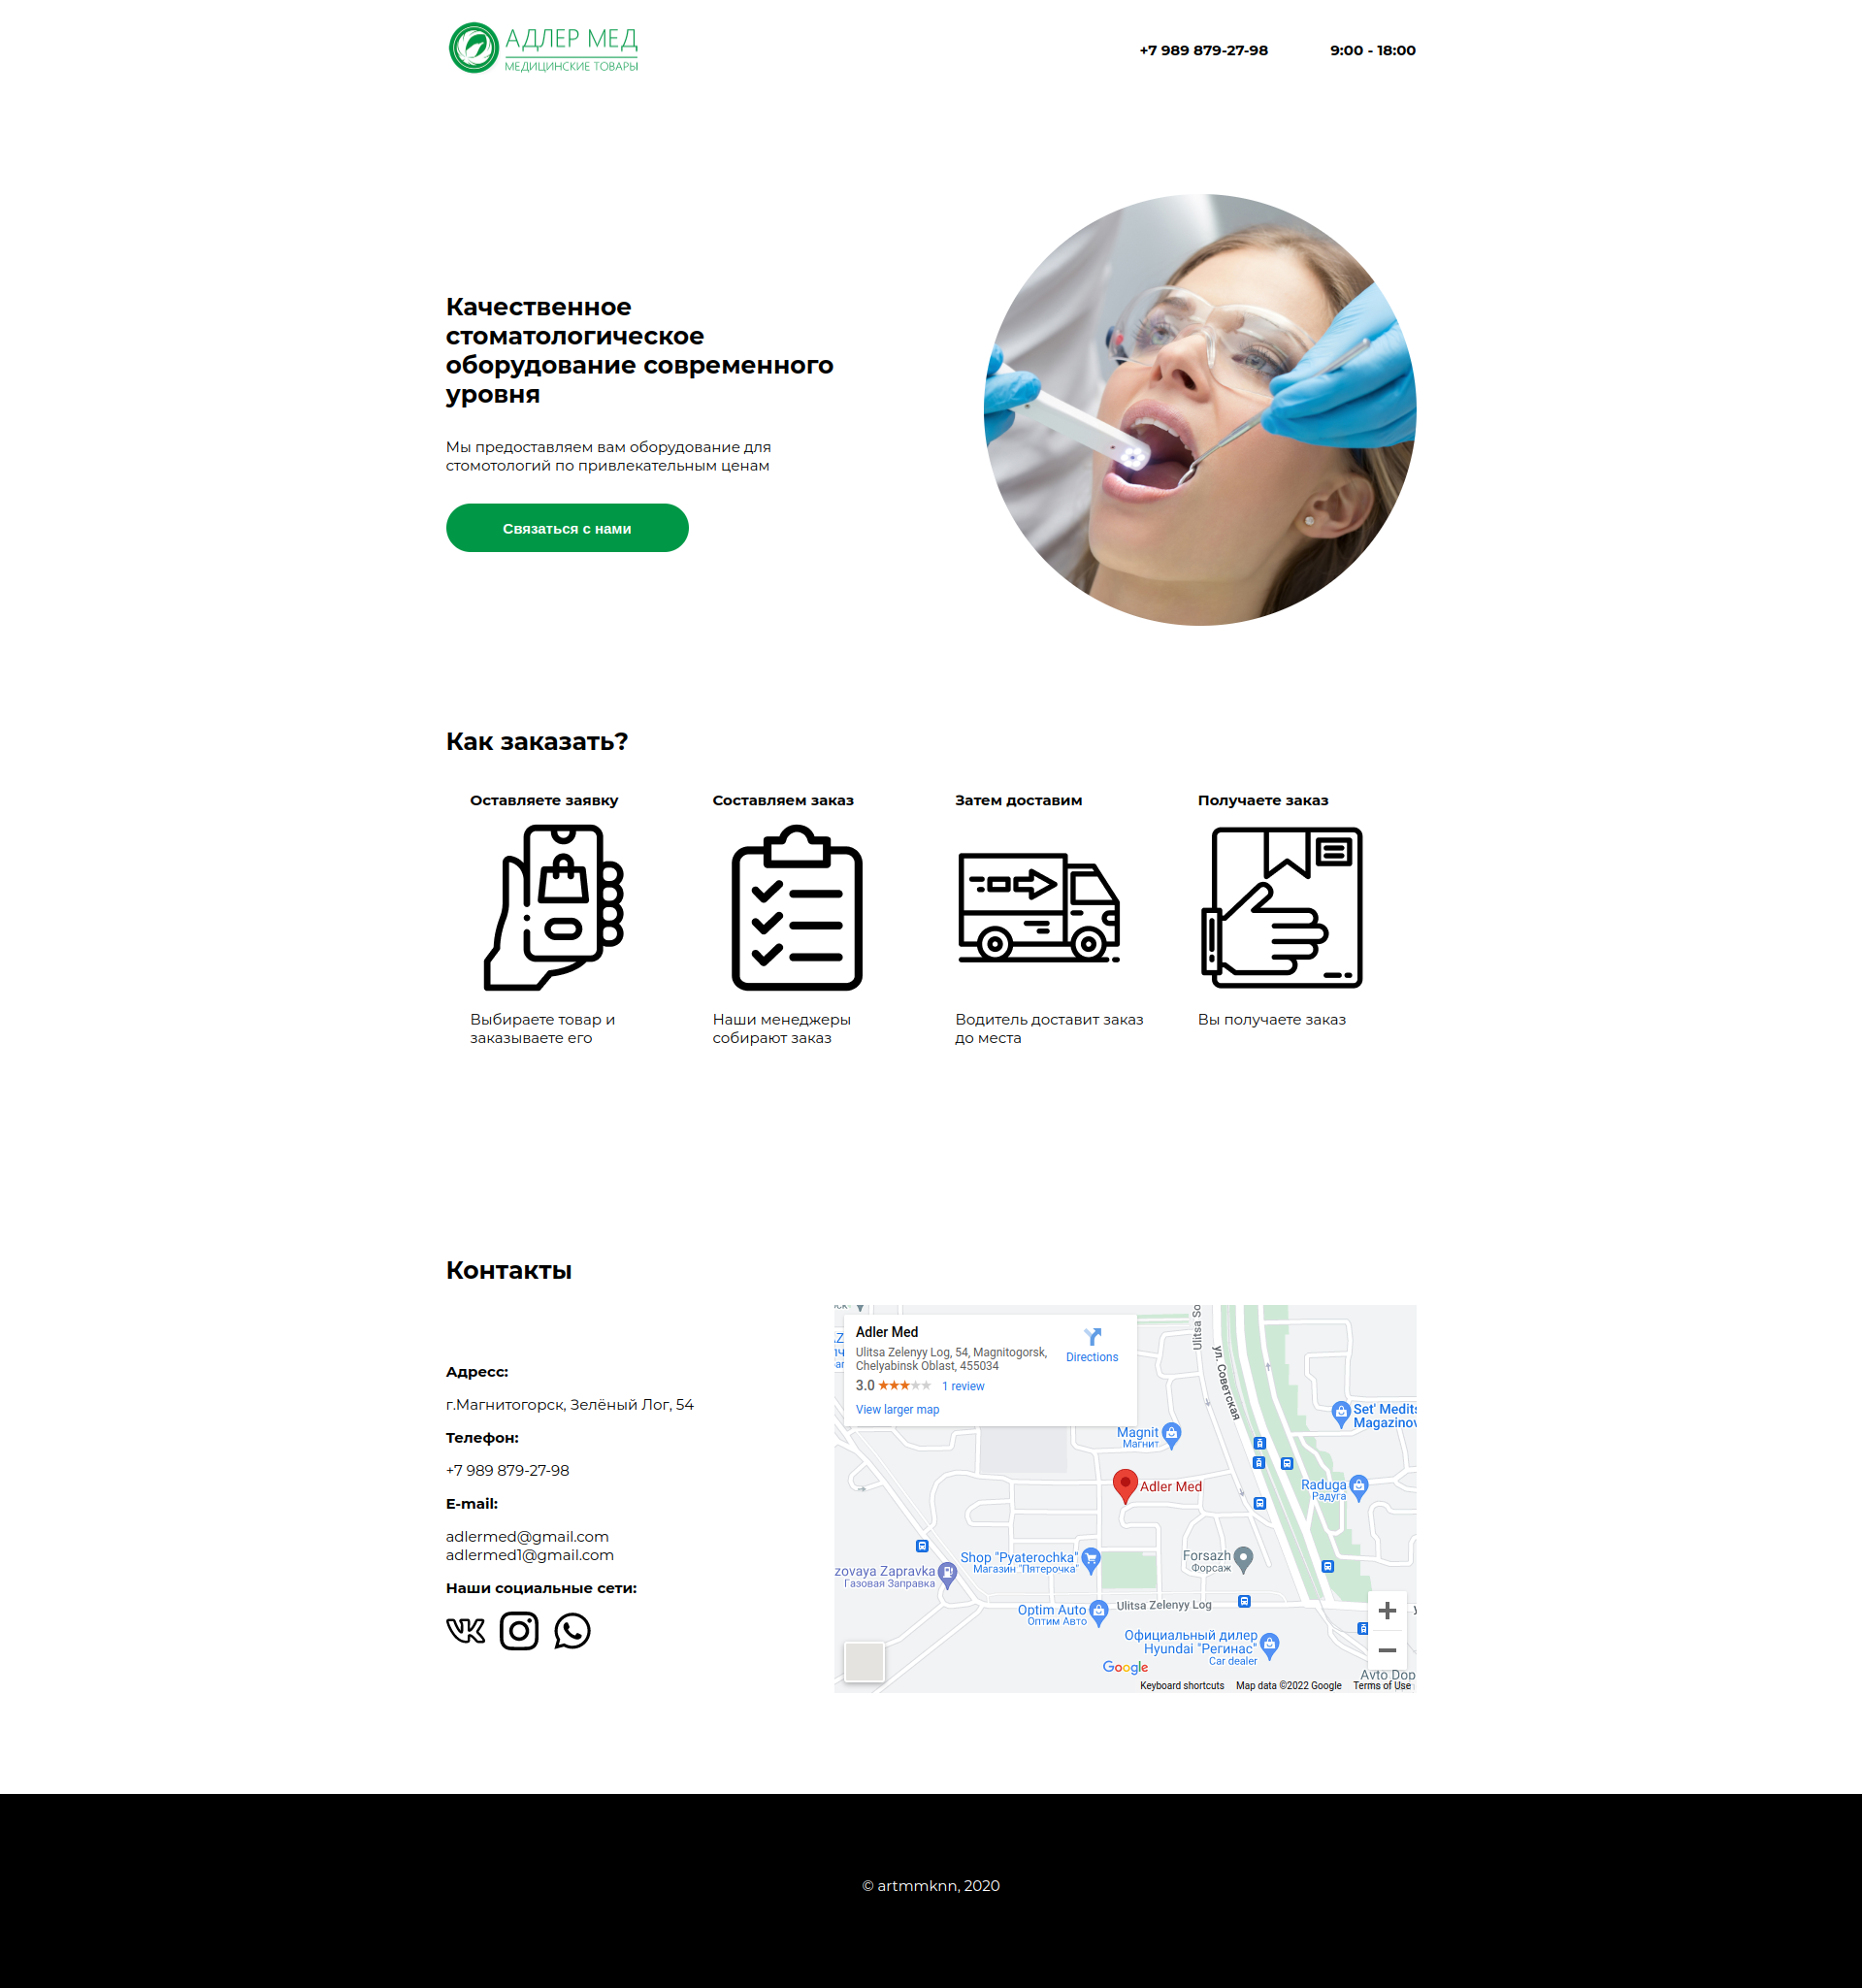 АДЛЕР МЕД
МЕДИЦИНСКИЕ ТОВАРЫ
+7 989 879-27-98
9:00 - 18:00
Качественное
стоматологическое
оборудование современного
уровня
Мы предоставляем вам оборудование для
стомотологий по привлекательным ценам
Связаться с нами
Как заказать?
Оставляете заявку
Составляем заказ
Затем доставим
Получаете заказ
Выбираете товар и
заказываете его
Наши менеджеры
собирают заказ
Водитель доставит заказ
до места
Вы получаете заказ
Контакты
Адресс:
г.Магнитогорск, Зелёный Лог, 54
Телефон:
+7 989 879-27-98
E-mail:
adlermed@gmail.com
adlermed1@gmail.com
Наши социальные сети:
Adler Med
Ulitsa Zelenyy Log, 54, Magnitogorsk,
Chelyabinsk Oblast, 455034
3.0
1 review
View larger map
Directions
Ulitsa So
ул. Советская
Set' Medits
Magazinov
Magnit
Магнит
Adler Med
Raduga
Радуга
Shop "Pyaterochka"
Магазин "Пятерочка"
Forsazh
Форсаж
zovaya Zapravka
Газовая Заправка
Optim Auto
Оптим Авто
Ulitsa Zelenyy Log
Официальный дилер
Hyundai "Регинас"
Car dealer
Avto Dop
Google
Keyboard shortcuts
Map data ©2022 Google
Terms of Use
© artmmknn, 2020